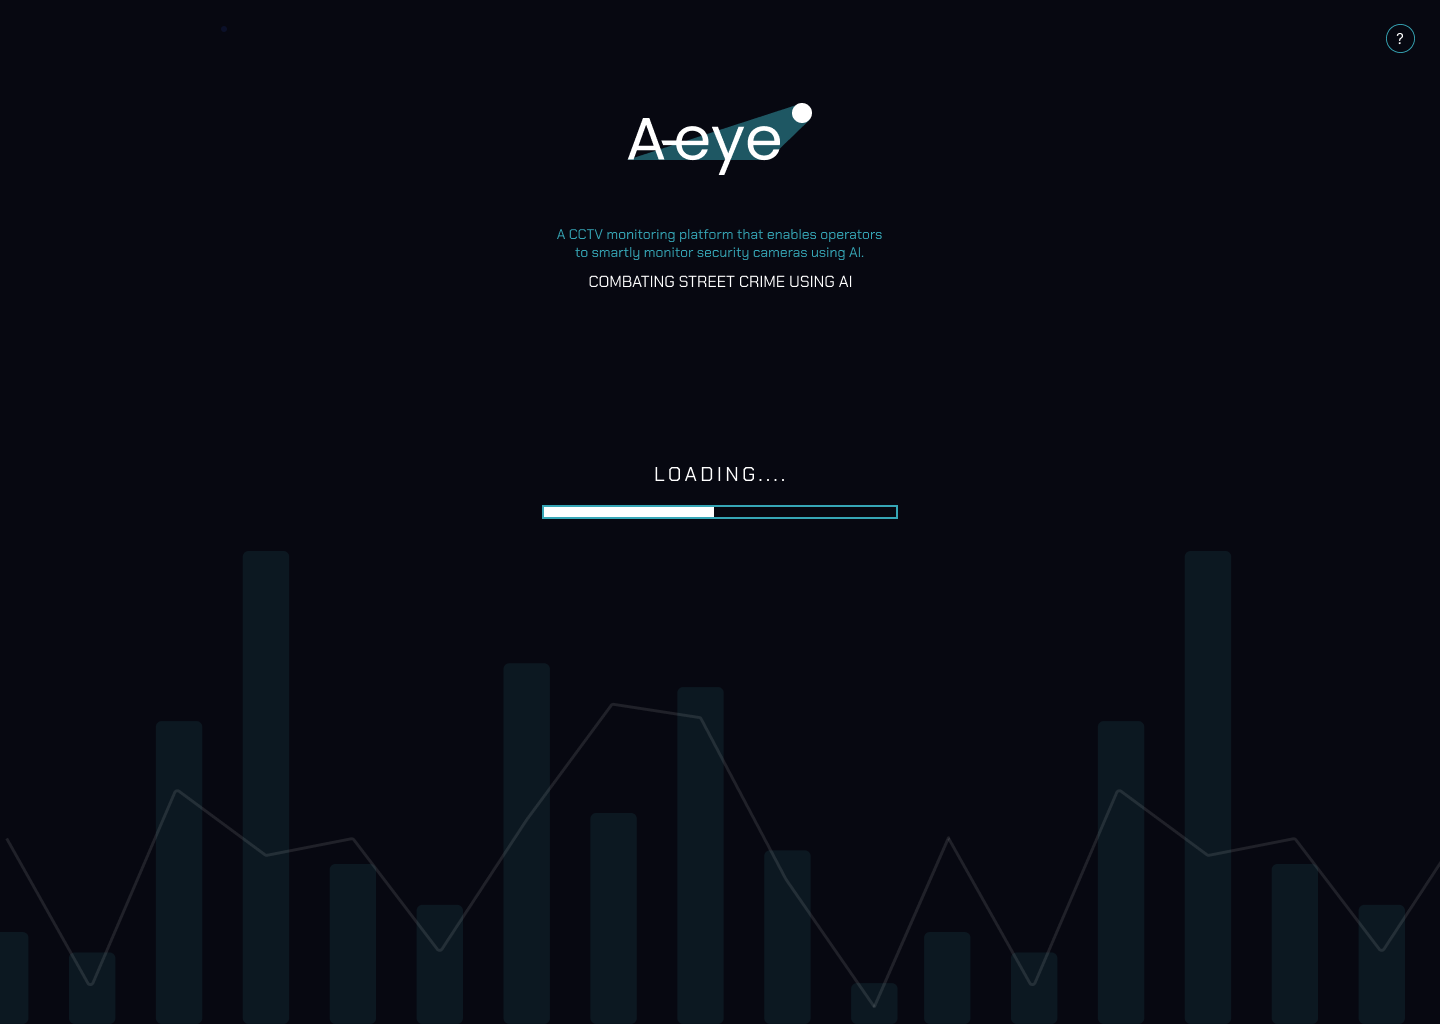 ?
A-eye
A CCTV monitoring platform that enables operators
to smartly monitor security cameras using AI.
COMBATING STREET CRIME USING AI
LOADING....